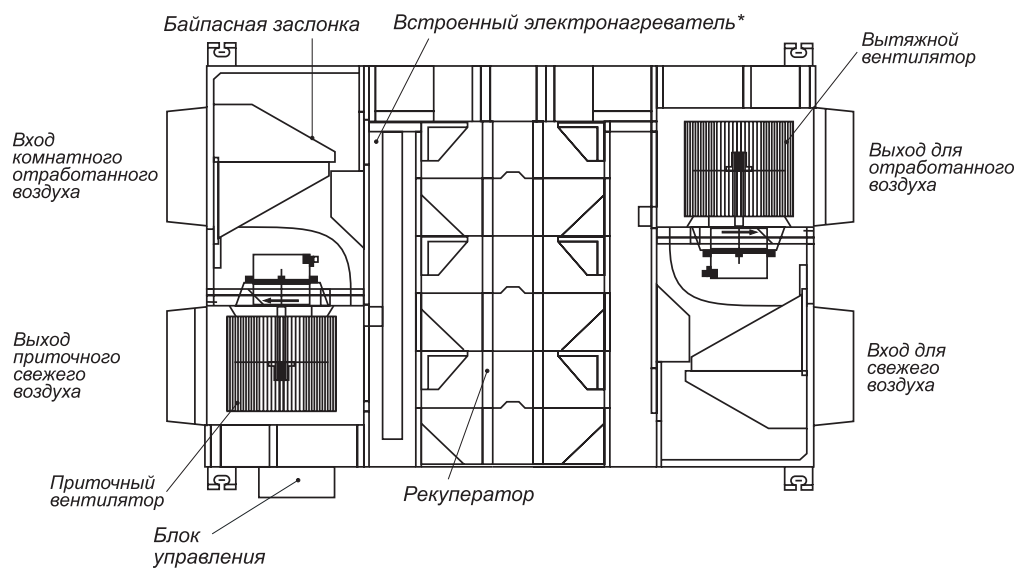 Байпасная заслонка
Встроенный электронагреватель*
Вытяжной
вентилятор
Вход
комнатного
отработанного
воздуха
Выход для
отработанного
воздуха
Выход
приточного
свежего
воздуха
Вход для
свежего
воздуха
Приточный
вентилятор
Рекуператор
Блок
управления